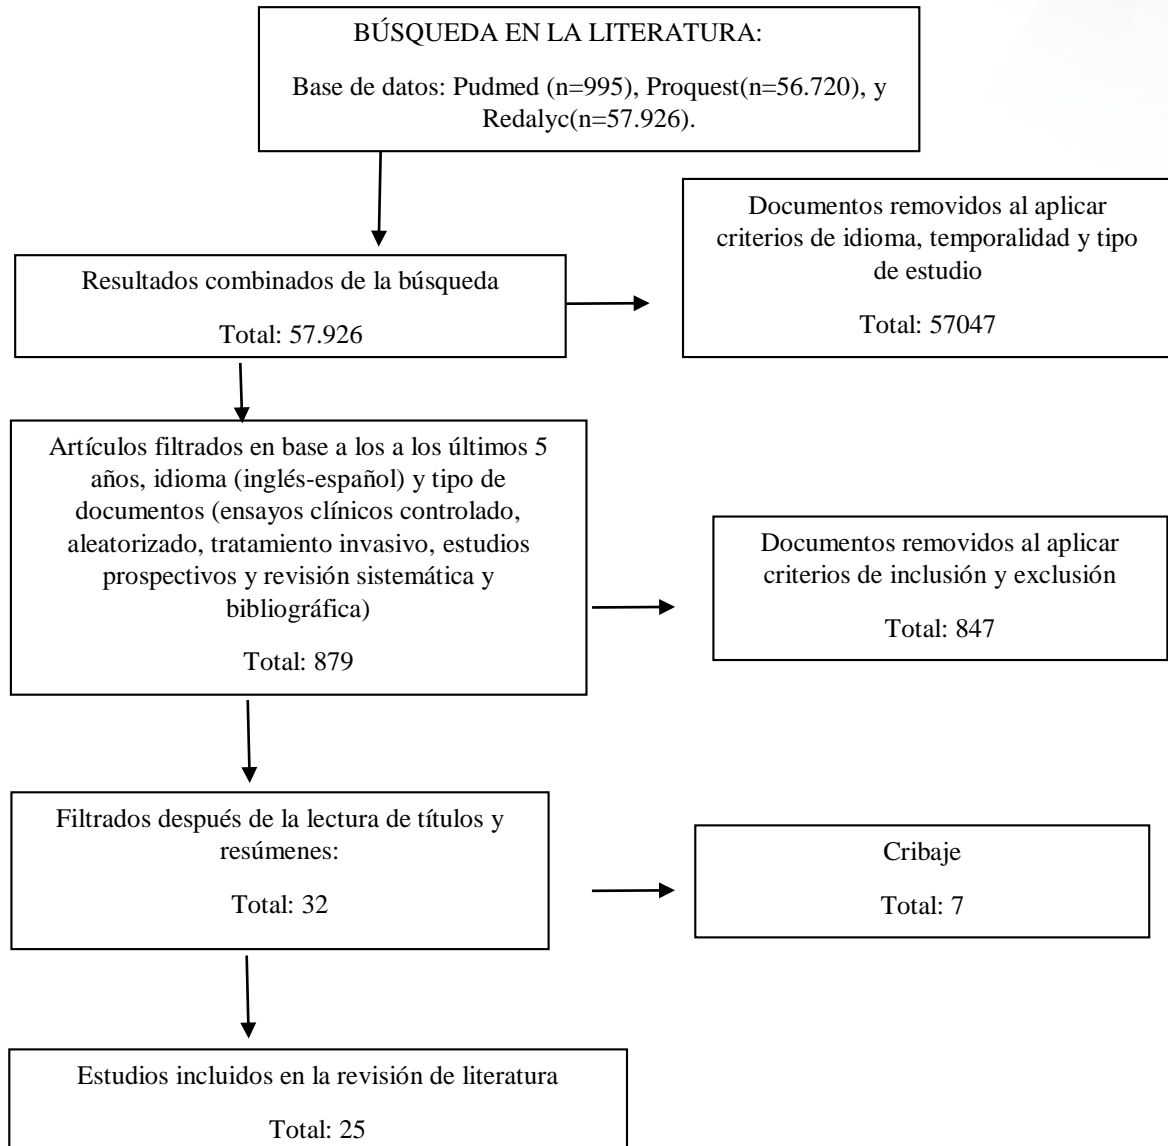 BÚSQUEDA EN LA LITERATURA:
Base de datos: Pudmed (n=995), Proquest(n=56.720), y
Redalyc(n=57.926).
Documentos removidos al aplicar
criterios de idioma, temporalidad y tipo
de estudio
Total: 57047
Resultados combinados de la búsqueda
Total: 57.926
Artículos filtrados en base a los a los últimos 5
años, idioma (inglés-español) y tipo de
documentos (ensayos clínicos controlado,
aleatorizado, tratamiento invasivo, estudios
prospectivos y revisión sistemática y
bibliográfica)
Total: 879
Documentos removidos al aplicar
criterios de inclusión y exclusión
Total: 847
Filtrados después de la lectura de títulos y
resúmenes:
Total: 32
Cribaje
Total: 7
Estudios incluidos en la revisión de literatura
Total: 25